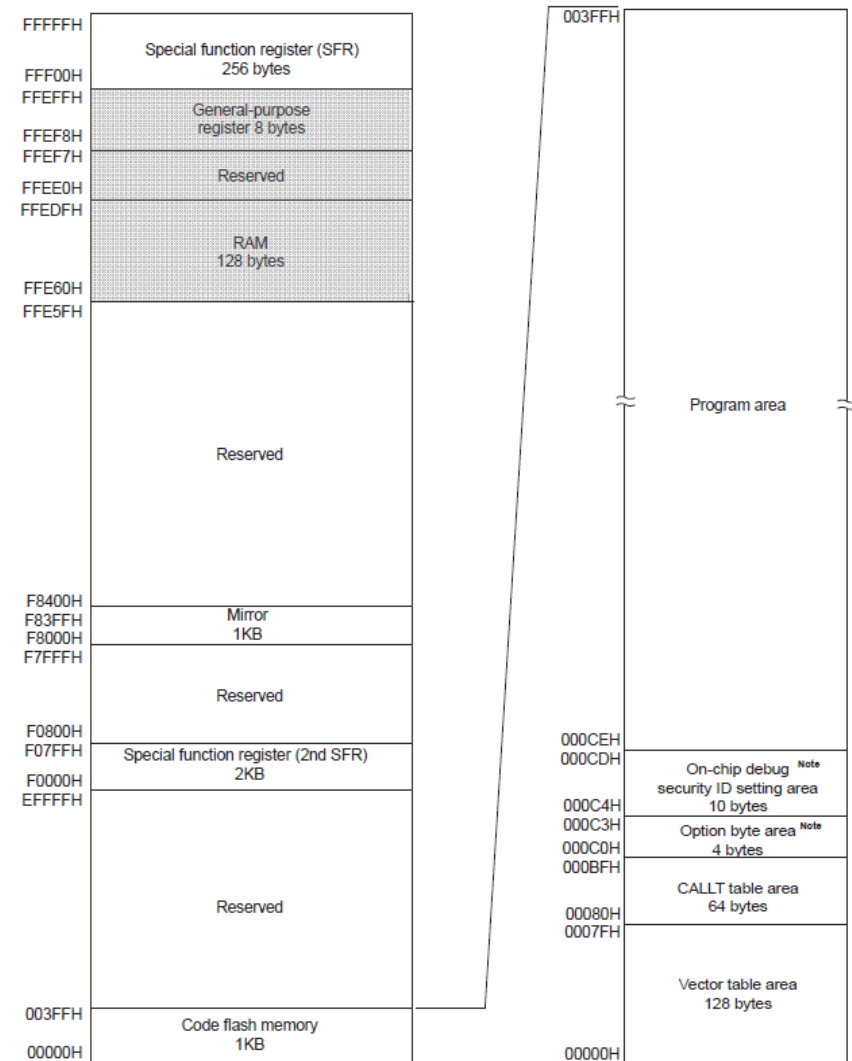 FFFFFH
Special function register (SFR)
256 bytes
FFF00H
FFEFFH
General-purpose
register 8 bytes
FFEF8H
FFEF7H
Reserved
FFEE0H
FFEDFH
RAM
128 bytes
FFE60H
FFE5FH
Reserved
F8400H
F83FFH
Mirror
1KB
F8000H
F7FFFH
Reserved
F0800H
F07FFH
Special function register (2nd SFR)
2KB
F0000H
EFFFFH
Reserved
003FFH
Code flash memory
1KB
00000H
003FFH
Program area
000CEH
000CDH
On-chip debug Note
security ID setting area
10 bytes
000C4H
000C3H
Option byte area Note
4 bytes
000C0H
000BFH
CALLT table area
64 bytes
00080H
0007FH
Vector table area
128 bytes
00000H